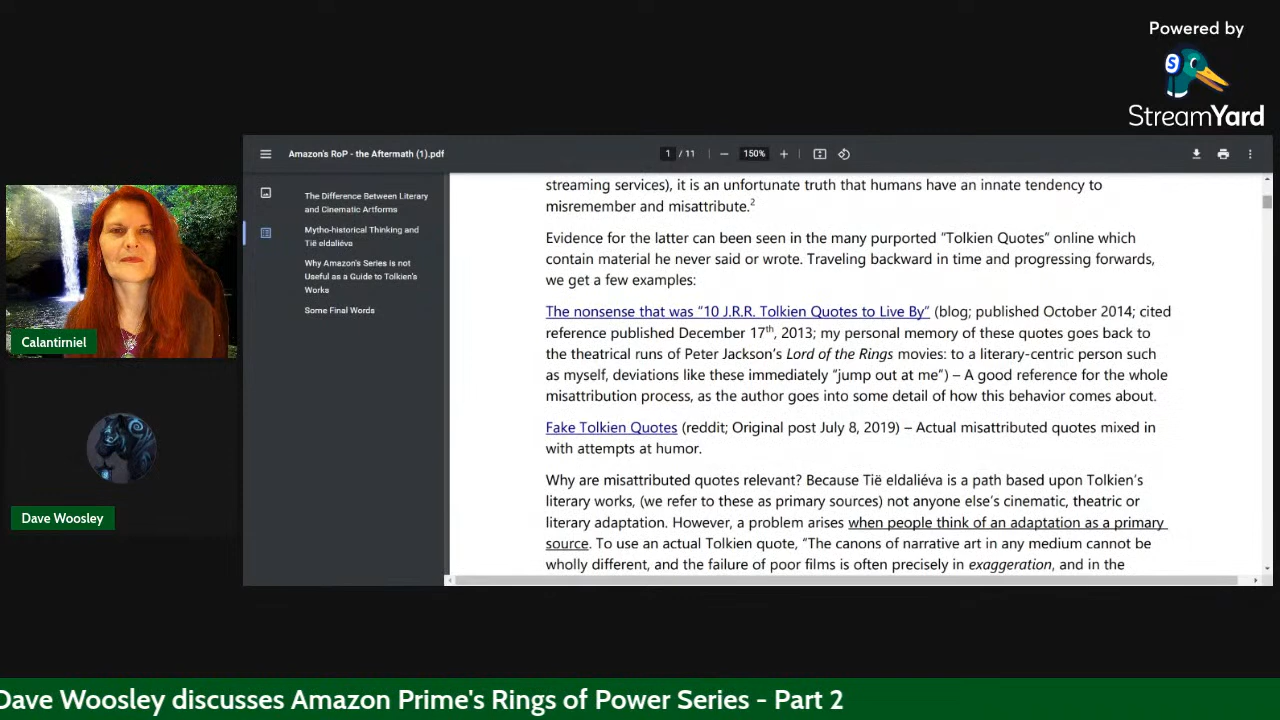 Powered by
S
StreamYard
Amazon's RoP - the Aftermath (1).pdf
1 / 11
150%
The Difference Between Literary
and Cinematic Artforms
Mytho-historical Thinking and
Tië eldaliéva
Why Amazon's Series is not
Useful as a Guide to Tolkien's
Works
Some Final Words
streaming services), it is an unfortunate truth that humans have an innate tendency to
misremember and misattribute.2
Evidence for the latter can been seen in the many purported “Tolkien Quotes” online which
contain material he never said or wrote. Traveling backward in time and progressing forwards,
we get a few examples:
The nonsense that was “10 J.R.R. Tolkien Quotes to Live By” (blog; published October 2014; cited
reference published December 17th, 2013; my personal memory of these quotes goes back to
the theatrical runs of Peter Jackson’s Lord of the Rings movies: to a literary-centric person such
as myself, deviations like these immediately “jump out at me”) – A good reference for the whole
misattribution process, as the author goes into some detail of how this behavior comes about.
Fake Tolkien Quotes (reddit; Original post July 8, 2019) – Actual misattributed quotes mixed in
with attempts at humor.
Why are misattributed quotes relevant? Because Tië eldaliéva is a path based upon Tolkien’s
literary works, (we refer to these as primary sources) not anyone else’s cinematic, theatric or
literary adaptation. However, a problem arises when people think of an adaptation as a primary
source. To use an actual Tolkien quote, “The canons of narrative art in any medium cannot be
wholly different, and the failure of poor films is often precisely in exaggeration, and in the
Calantirniel
Dave Woosley
Dave Woosley discusses Amazon Prime's Rings of Power Series - Part 2